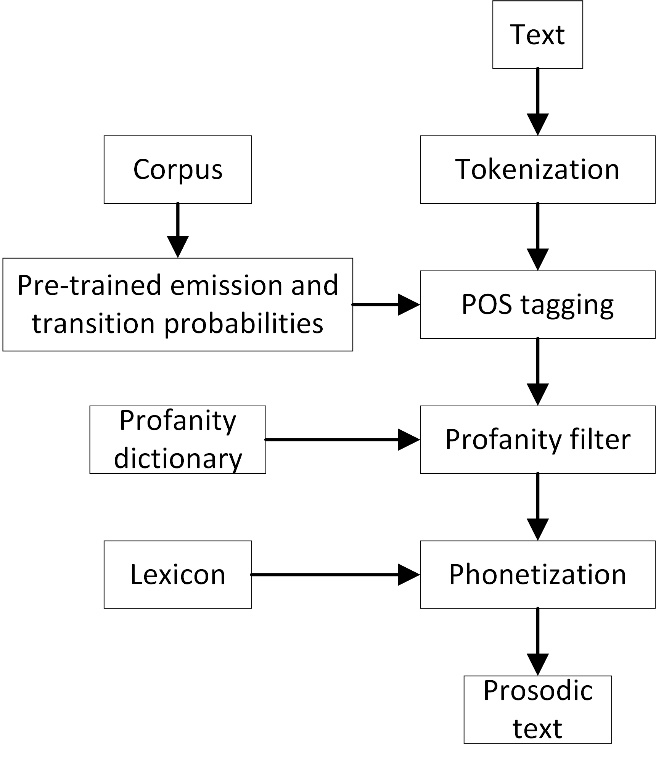 Text
Corpus
Tokenization
Pre-trained emission and
transition probabilities
POS tagging
Profanity
dictionary
Profanity filter
Lexicon
Phonetization
Prosodic
text